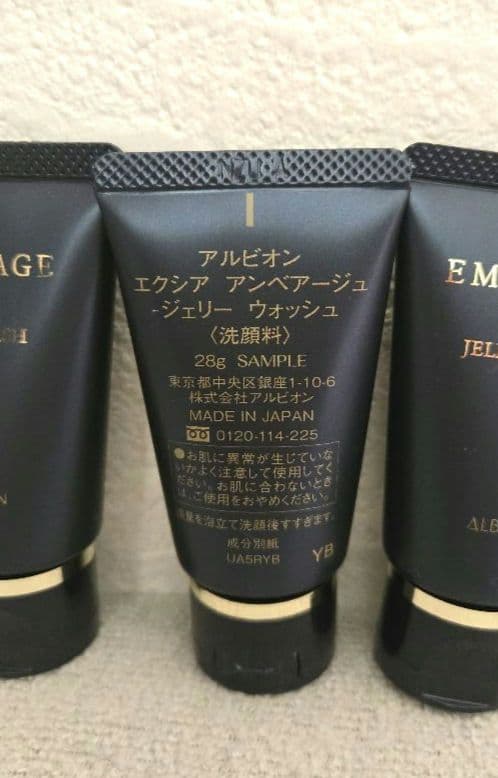 アルビオン
エクシア アンベアージュ
ジェリー ウォッシュ
〈洗顔料〉
28g SAMPLE
東京都中央区銀座1-10-6
株式会社アルビオン
MADE IN JAPAN
0120-114-225
●お肌に異常が生じていな
いかよく注意して使用してく
ださい。お肌に合わないとき
は、ご使用をおやめください。
適量を泡立て洗顔後すすぎます。
成分別紙
UA5RYB
YB
AGE
SH
N
EM
JEL
ALB